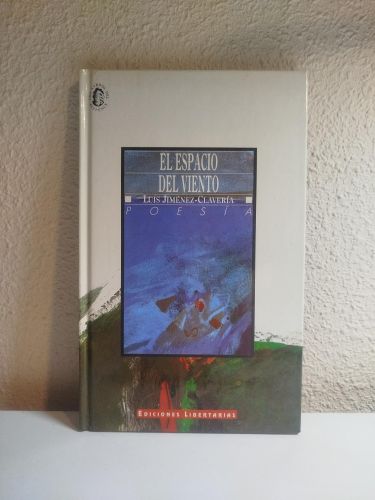 EL ESPACIO
DEL VIENTO
LUIS JIMÉNEZ-CLAVERÍA
POESÍA
EDICIONES LIBERTARIAS